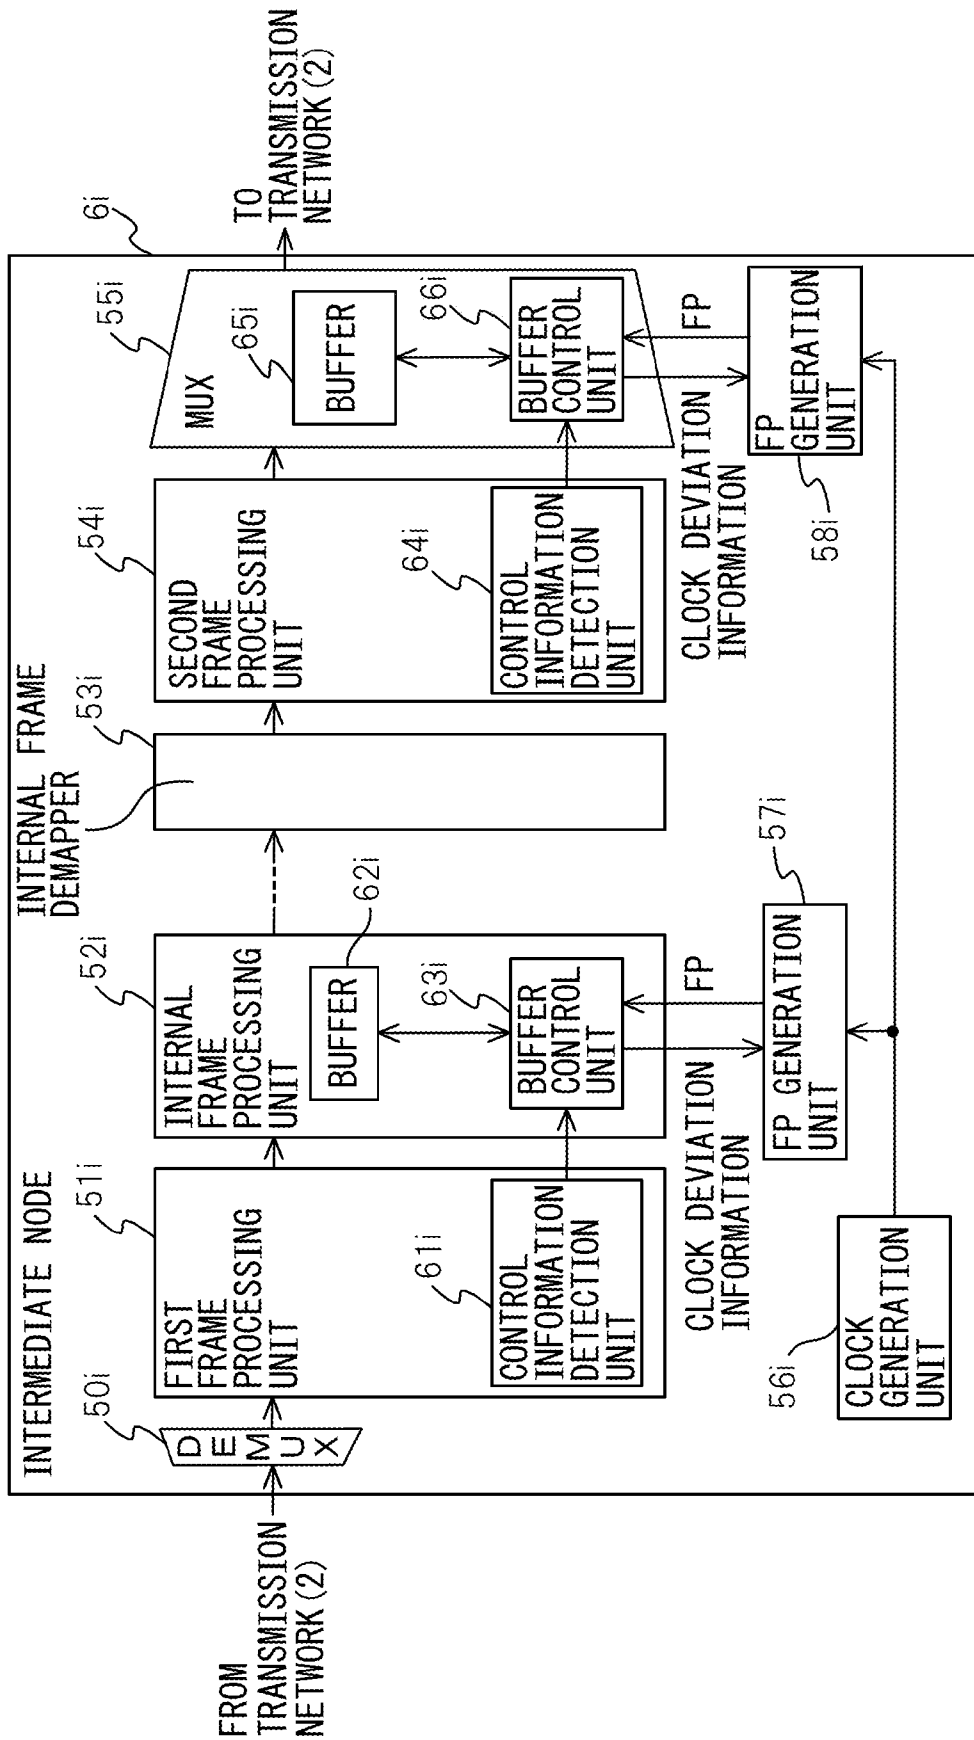 INTERMEDIATE NODE
6i
FROM
TRANSMISSION
NETWORK(2)
50i
DEMUX
51i
FIRST
FRAME
PROCESSING
UNIT
61i
CONTROL
INFORMATION
DETECTION
UNIT
52i
INTERNAL
FRAME
PROCESSING
UNIT
62i
BUFFER
63i
BUFFER
CONTROL
UNIT
INTERNAL FRAME
DEMAPPER
53i
54i
SECOND
FRAME
PROCESSING
UNIT
64i
CONTROL
INFORMATION
DETECTION
UNIT
55i
MUX
65i
BUFFER
66i
BUFFER
CONTROL
UNIT
TO
TRANSMISSION
NETWORK(2)
CLOCK DEVIATION
INFORMATION
FP
57i
FP GENERATION
UNIT
CLOCK DEVIATION
INFORMATION
FP
FP
GENERATION
UNIT
58i
56i
CLOCK
GENERATION
UNIT